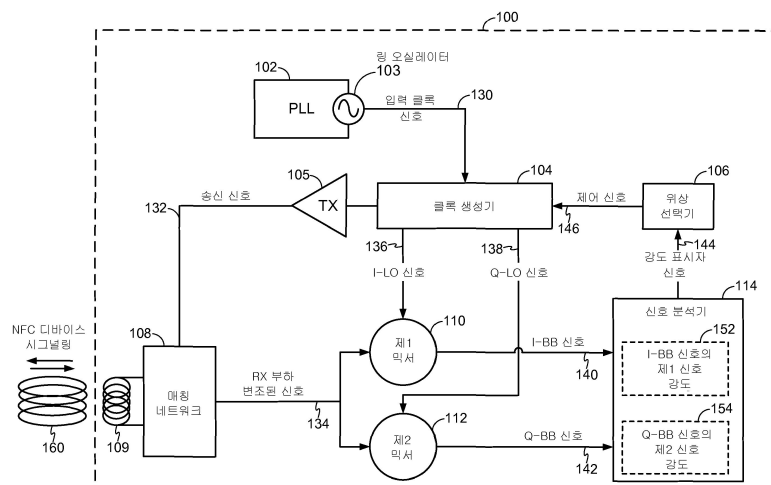 100
링 오실레이터
102
103
PLL
입력 클록
신호
130
105
104
106
송신 신호
132
TX
클록 생성기
제어 신호
146
위상
선택기
136
138
144
I-LO 신호
Q-LO 신호
강도 표시자
신호
114
NFC 디바이스
시그널링
108
110
신호 분석기
제1
믹서
I-BB 신호
140
152
I-BB 신호의
제1 신호
강도
매칭
네트워크
RX 부하
변조된 신호
134
112
154
160
109
제2
믹서
Q-BB 신호
142
Q-BB 신호의
제2 신호
강도